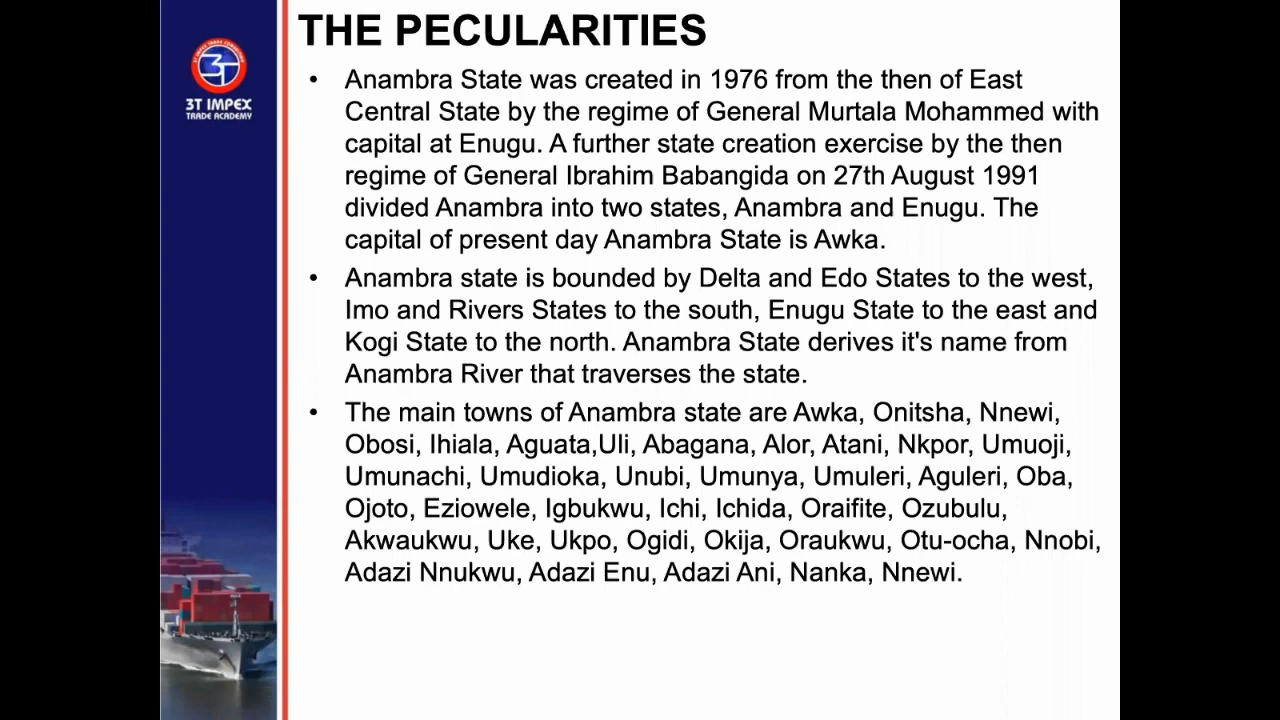 THE PECULARITIES
3T IMPEX
TRADE ACADEMY
• Anambra State was created in 1976 from the then of East
Central State by the regime of General Murtala Mohammed with
capital at Enugu. A further state creation exercise by the then
regime of General Ibrahim Babangida on 27th August 1991
divided Anambra into two states, Anambra and Enugu. The
capital of present day Anambra State is Awka.
• Anambra state is bounded by Delta and Edo States to the west,
Imo and Rivers States to the south, Enugu State to the east and
Kogi State to the north. Anambra State derives it's name from
Anambra River that traverses the state.
• The main towns of Anambra state are Awka, Onitsha, Nnewi,
Obosi, Ihiala, Aguata,Uli, Abagana, Alor, Atani, Nkpor, Umuoji,
Umunachi, Umudioka, Unubi, Umunya, Umuleri, Aguleri, Oba,
Ojoto, Eziowele, Igbukwu, Ichi, Ichida, Oraifite, Ozubulu,
Akwaukwu, Uke, Ukpo, Ogidi, Okija, Oraukwu, Otu-ocha, Nnobi,
Adazi Nnukwu, Adazi Enu, Adazi Ani, Nanka, Nnewi.